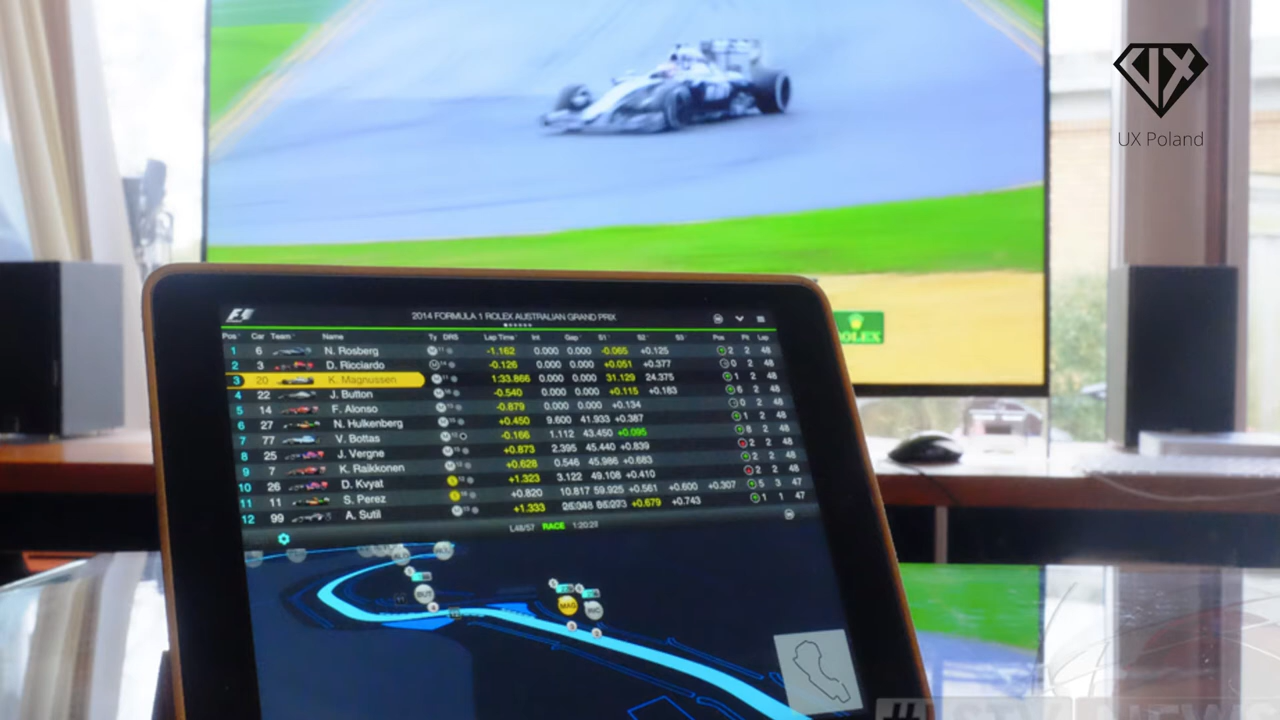 UX
UX Poland
ROLEX
F1
2014 FORMULA 1 ROLEX AUSTRALIAN GRAND PRIX
Pos Car Team Name Ty DRS Lap Time Int Gap S1 S2 S3 Pos Pit Lap
1 6 N. Rosberg -1.162 0.000 0.000 -0.065 +0.125 2 2 48
2 3 D. Ricciardo -0.126 0.000 0.000 +0.051 +0.377 0 2 48
3 20 K. Magnussen 1:33.866 0.000 0.000 31.129 24.375 1 2 48
4 22 J. Button -0.540 0.000 0.000 +0.115 +0.183 6 2 48
5 14 F. Alonso -0.879 0.000 0.000 +0.134 0 2 48
6 27 N. Hulkenberg +0.450 9.600 41.933 +0.387 1 2 48
7 77 V. Bottas -0.166 1.112 43.450 +0.095 8 2 48
8 25 J. Vergne +0.873 2.395 45.440 +0.839 2 2 48
9 7 K. Raikkonen +0.628 0.546 45.986 +0.683 2 2 48
10 26 D. Kvyat +1.323 3.122 49.108 +0.410 2 2 48
11 11 S. Perez +0.820 10.817 59.925 +0.561 +0.600 +0.307 5 3 47
12 99 A. Sutil +1.333 +0.679 +0.743 1 1 47
L48/57 RACE 1:20:28
BUT
MAG
RIC